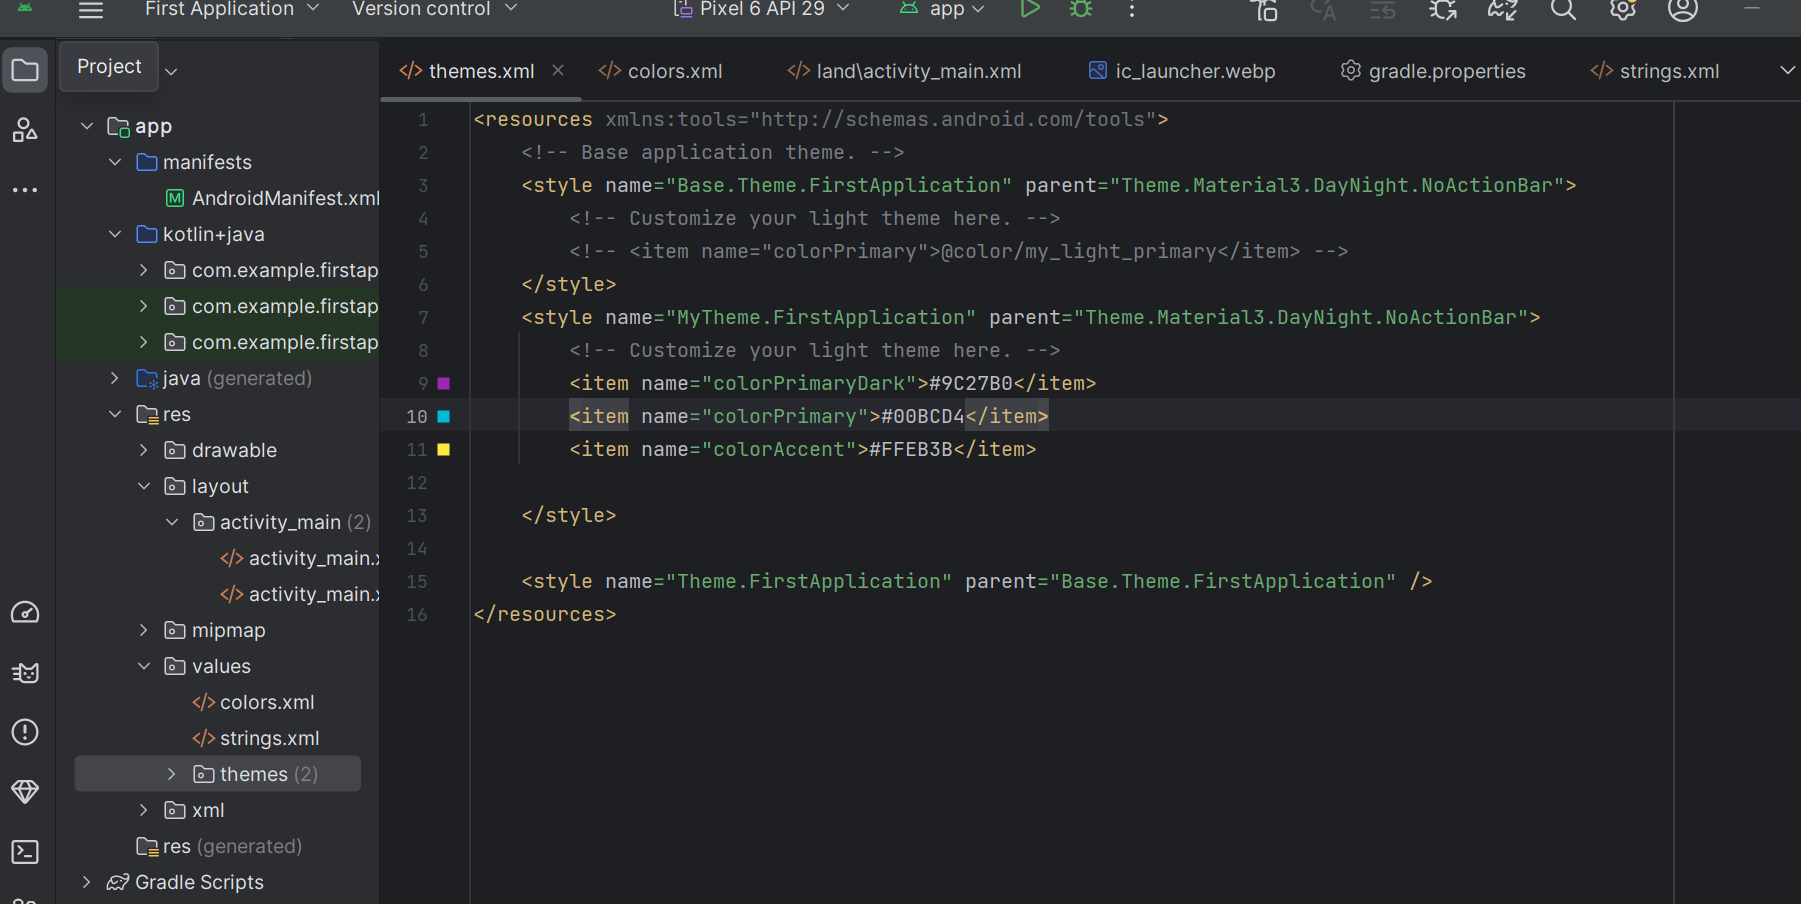 First Application
Version control
Pixel 6 API 29
app
Project
app
manifests
AndroidManifest.xml
kotlin+java
com.example.firstap
com.example.firstap
com.example.firstap
java (generated)
res
drawable
layout
activity_main (2)
activity_main.x
activity_main.x
mipmap
values
colors.xml
strings.xml
themes (2)
xml
res (generated)
Gradle Scripts
themes.xml
colors.xml
land\activity_main.xml
ic_launcher.webp
gradle.properties
strings.xml
1 <resources xmlns:tools="http://schemas.android.com/tools">
2 <!-- Base application theme. -->
3 <style name="Base.Theme.FirstApplication" parent="Theme.Material3.DayNight.NoActionBar">
4 <!-- Customize your light theme here. -->
5 <!-- <item name="colorPrimary">@color/my_light_primary</item> -->
6 </style>
7 <style name="MyTheme.FirstApplication" parent="Theme.Material3.DayNight.NoActionBar">
8 <!-- Customize your light theme here. -->
9 <item name="colorPrimaryDark">#9C27B0</item>
10 <item name="colorPrimary">#00BCD4</item>
11 <item name="colorAccent">#FFEB3B</item>
12
13 </style>
14
15 <style name="Theme.FirstApplication" parent="Base.Theme.FirstApplication" />
16 </resources>